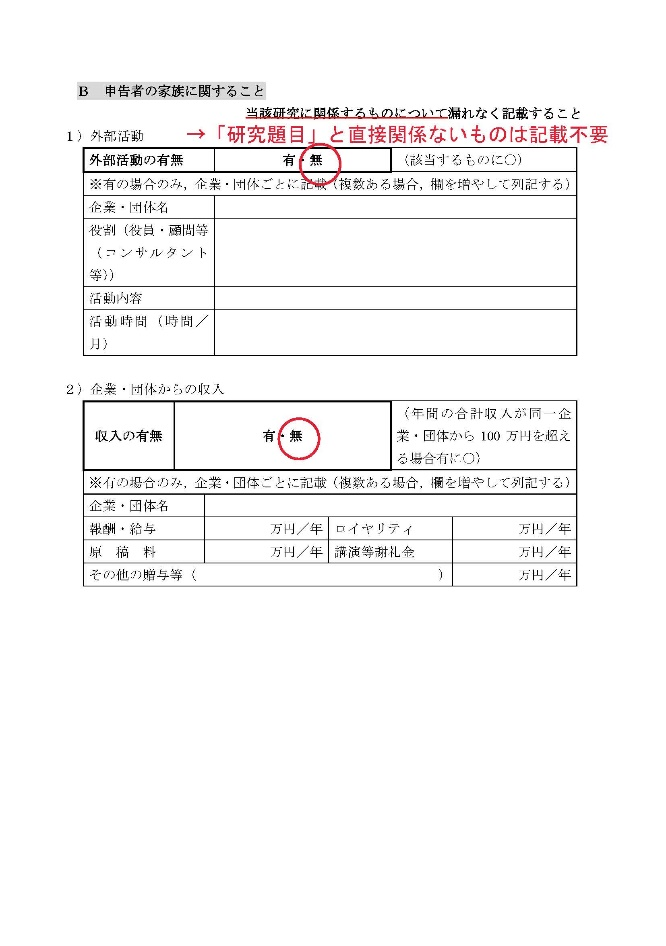 B　申告者の家族に関すること
当該研究に関係するものについて漏れなく記載すること
1）外部活動　→「研究題目」と直接関係ないものは記載不要
外部活動の有無　有・無　（該当するものに○）
※有の場合のみ，企業・団体ごとに記載（複数ある場合，欄を増やして列記する）
企業・団体名
役割（役員・顧問等
（コンサルタント
等））
活動内容
活動時間（時間／
月）
2）企業・団体からの収入
収入の有無　有・無　（年間の合計収入が同一企
業・団体から 100 万円を超え
る場合有に○）
※有の場合のみ，企業・団体ごとに記載（複数ある場合，欄を増やして列記する）
企業・団体名
報酬・給与　万円／年　ロイヤリティ　万円／年
原　稿　料　万円／年　講演等謝礼金　万円／年
その他の贈与等（　　　）　万円／年